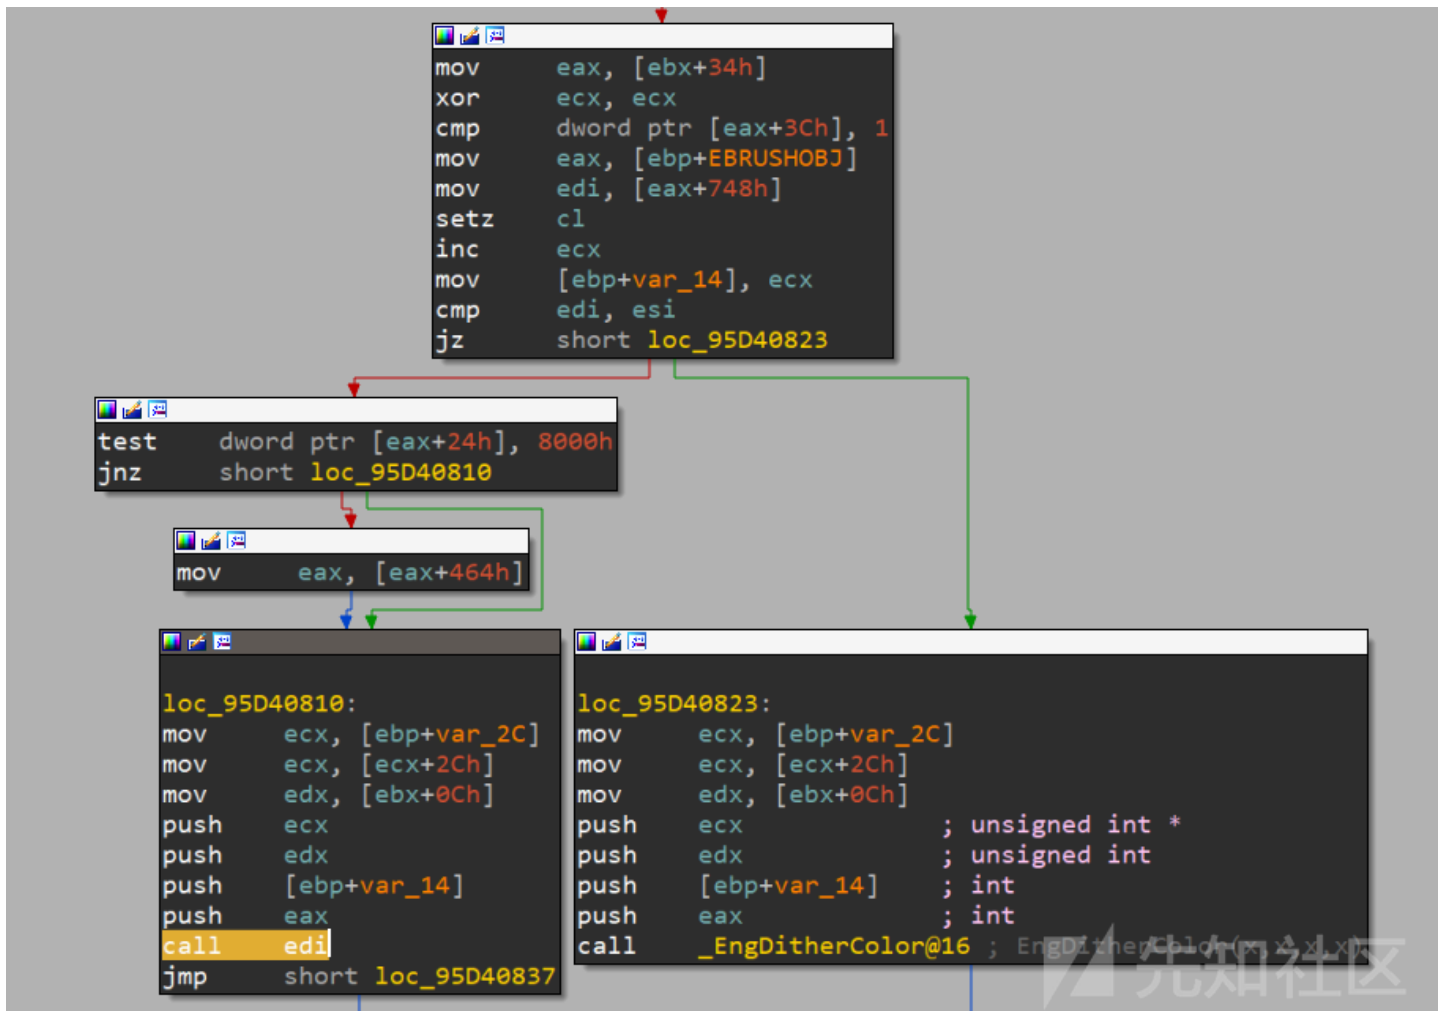 mov eax, [ebx+34h]
xor ecx, ecx
cmp dword ptr [eax+3Ch], 1
mov eax, [ebp+EBRUSHOBJ]
mov edi, [eax+748h]
setz cl
inc ecx
mov [ebp+var_14], ecx
cmp edi, esi
jz short loc_95D40823
test dword ptr [eax+24h], 8000h
jnz short loc_95D40810
mov eax, [eax+464h]
loc_95D40810:
mov ecx, [ebp+var_2C]
mov ecx, [ecx+2Ch]
mov edx, [ebx+0Ch]
push ecx
push edx
push [ebp+var_14]
push eax
call edi
jmp short loc_95D40837
loc_95D40823:
mov ecx, [ebp+var_2C]
mov ecx, [ecx+2Ch]
mov edx, [ebx+0Ch]
push ecx ; unsigned int *
push edx ; unsigned int
push [ebp+var_14] ; int
push eax ; int
call _EngDitherColor@16 ; EngDitherColor(x,x,x,x)
先知社区